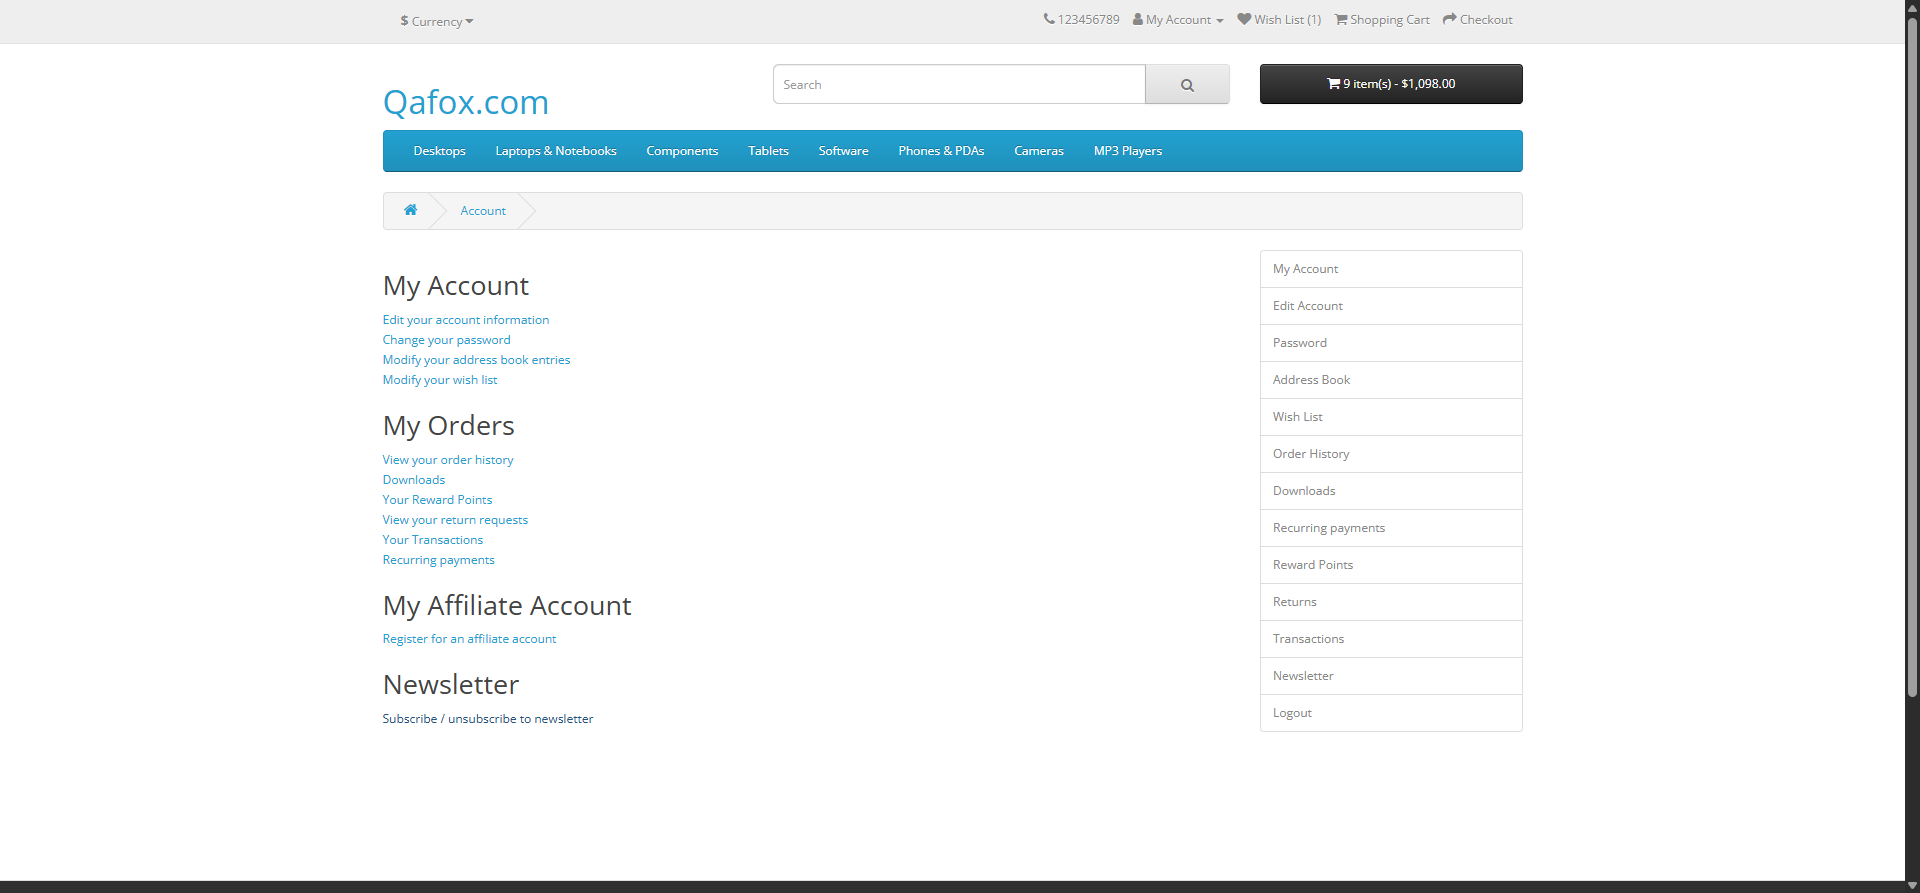 $ Currency
123456789 My Account Wish List (1) Shopping Cart Checkout
Qafox.com
Search
9 item(s) - $1,098.00
Desktops Laptops & Notebooks Components Tablets Software Phones & PDAs Cameras MP3 Players
Account
My Account
Edit your account information
Change your password
Modify your address book entries
Modify your wish list
My Orders
View your order history
Downloads
Your Reward Points
View your return requests
Your Transactions
Recurring payments
My Affiliate Account
Register for an affiliate account
Newsletter
Subscribe / unsubscribe to newsletter
My Account
Edit Account
Password
Address Book
Wish List
Order History
Downloads
Recurring payments
Reward Points
Returns
Transactions
Newsletter
Logout